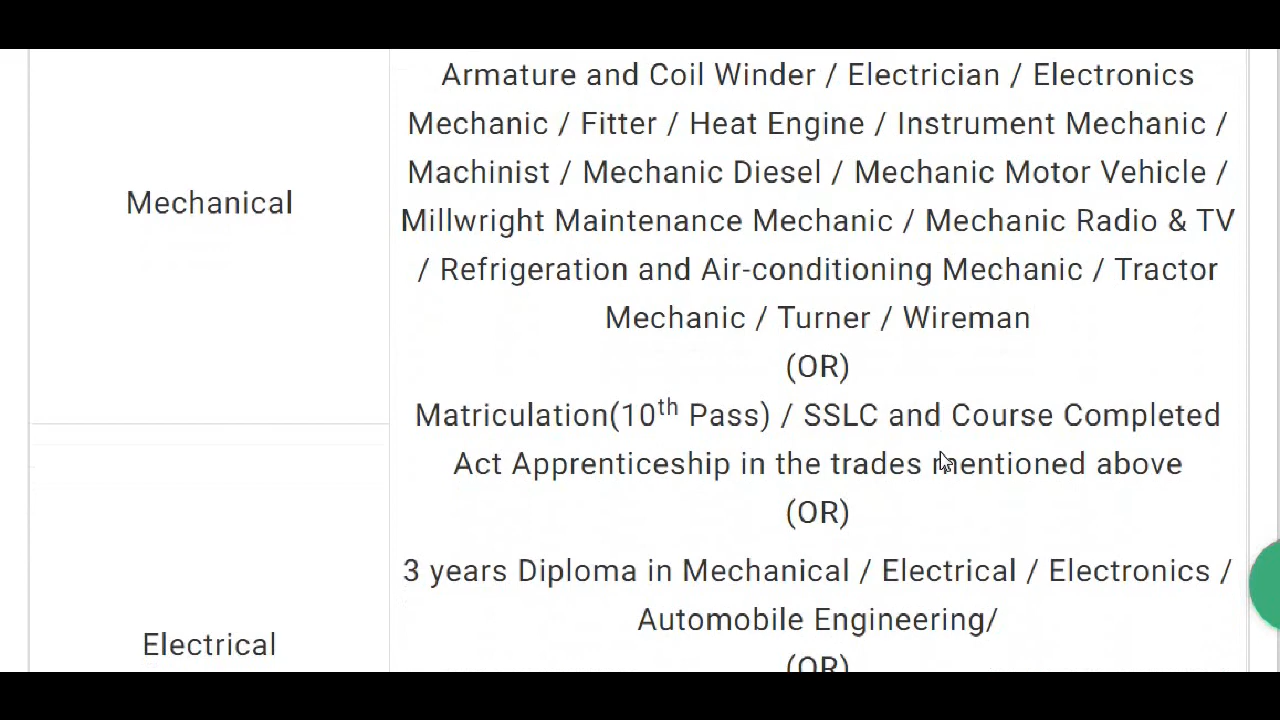 Armature and Coil Winder / Electrician / Electronics
Mechanic / Fitter / Heat Engine / Instrument Mechanic /
Machinist / Mechanic Diesel / Mechanic Motor Vehicle /
Mechanical
Millwright Maintenance Mechanic / Mechanic Radio & TV
/ Refrigeration and Air-conditioning Mechanic / Tractor
Mechanic / Turner / Wireman
(OR)
Matriculation(10th Pass) / SSLC and Course Completed
Act Apprenticeship in the trades mentioned above
(OR)
3 years Diploma in Mechanical / Electrical / Electronics /
Automobile Engineering/
Electrical
(OR)